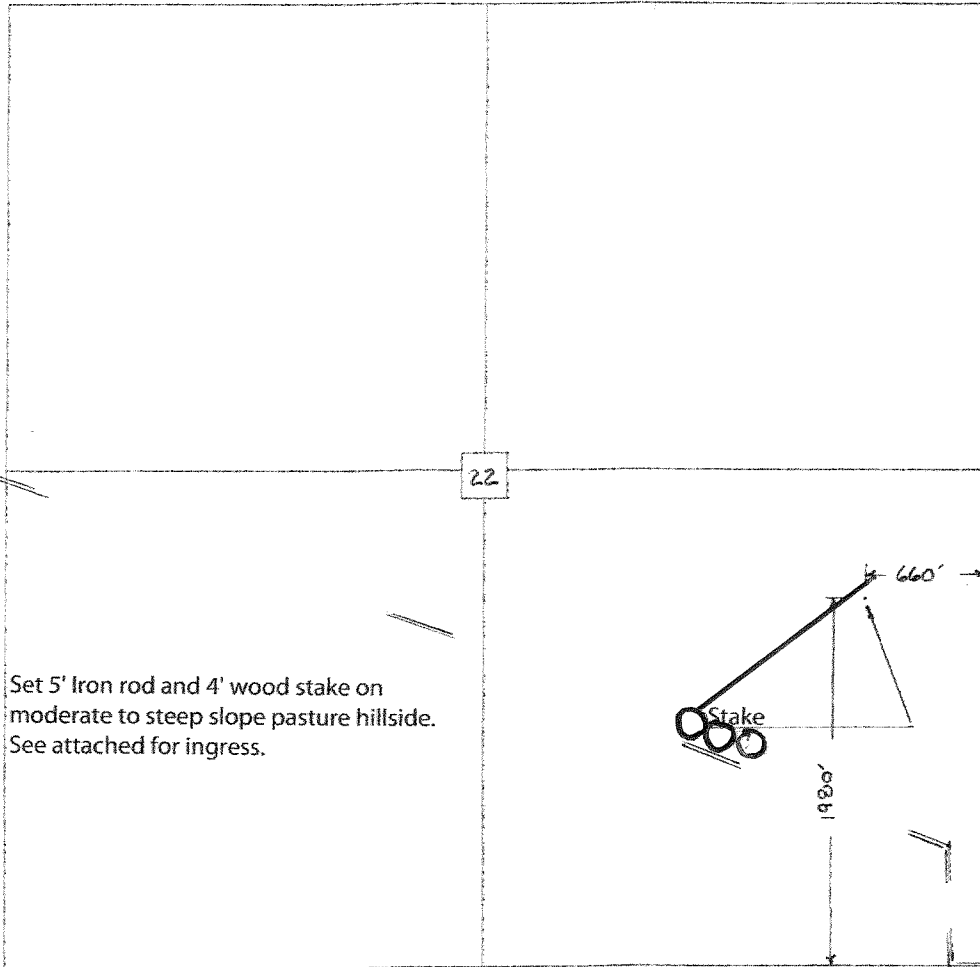 22
660'
Set 5' Iron rod and 4' wood stake on
moderate to steep slope pasture hillside.
See attached for ingress.
Stake
1980'